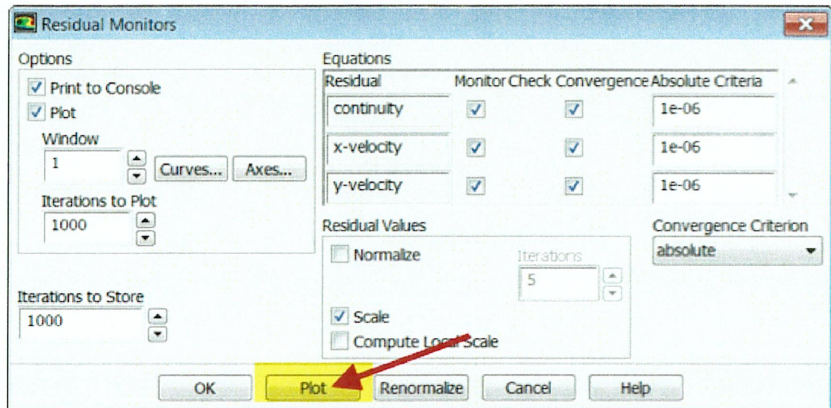 Residual Monitors
Options
Print to Console
Plot
Window
1
Curves... Axes...
Iterations to Plot
1000
Iterations to Store
1000
Equations
Residual Monitor Check Convergence Absolute Criteria
continuity 1e-06
x-velocity 1e-06
y-velocity 1e-06
Residual Values
Normalize
Iterations
5
Scale
Compute Local Scale
Convergence Criterion
absolute
OK Plot Renormalize Cancel Help